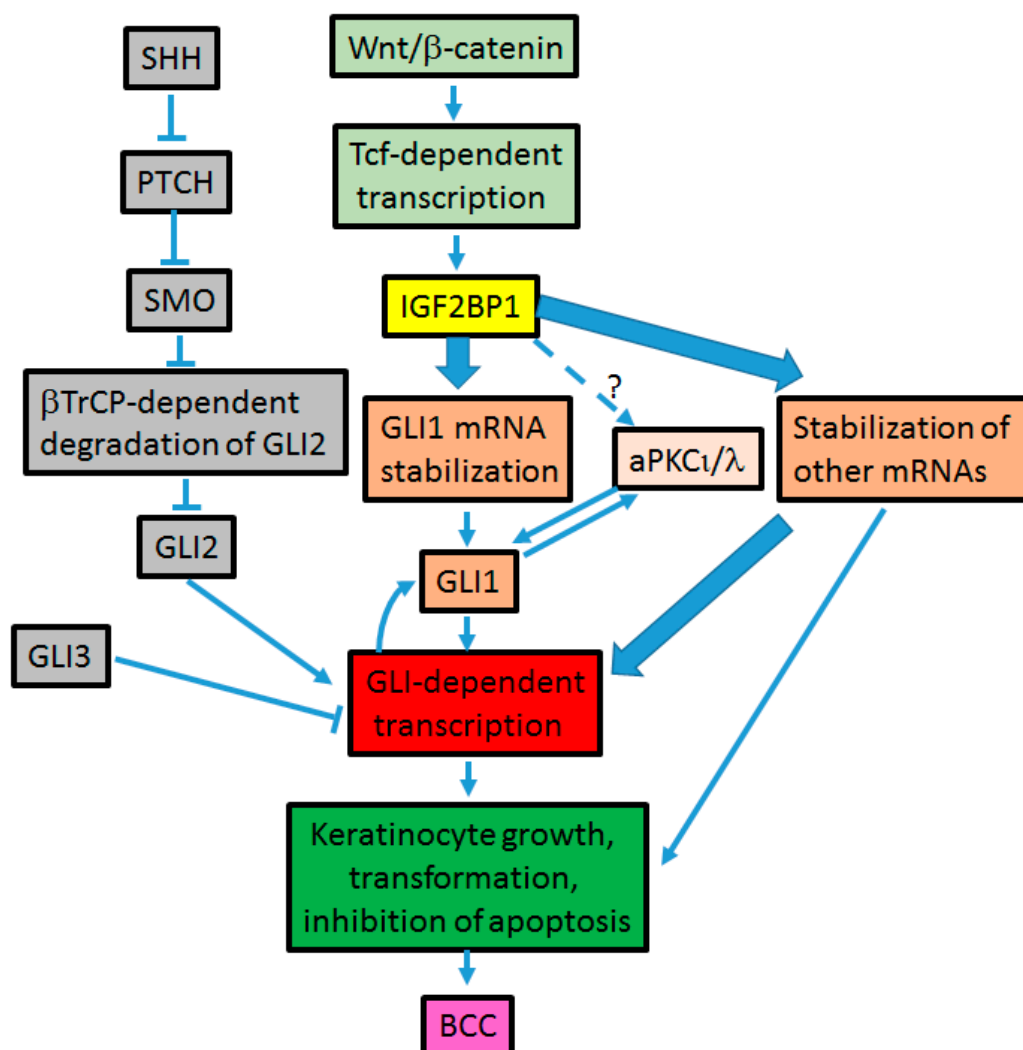 SHH
Wnt/β-catenin
PTCH
Tcf-dependent
transcription
SMO
IGF2BP1
?
βTrCP-dependent
degradation of GLI2
GLI1 mRNA
stabilization
aPKCι/λ
Stabilization of
other mRNAs
GLI2
GLI1
GLI3
GLI-dependent
transcription
Keratinocyte growth,
transformation,
inhibition of apoptosis
BCC